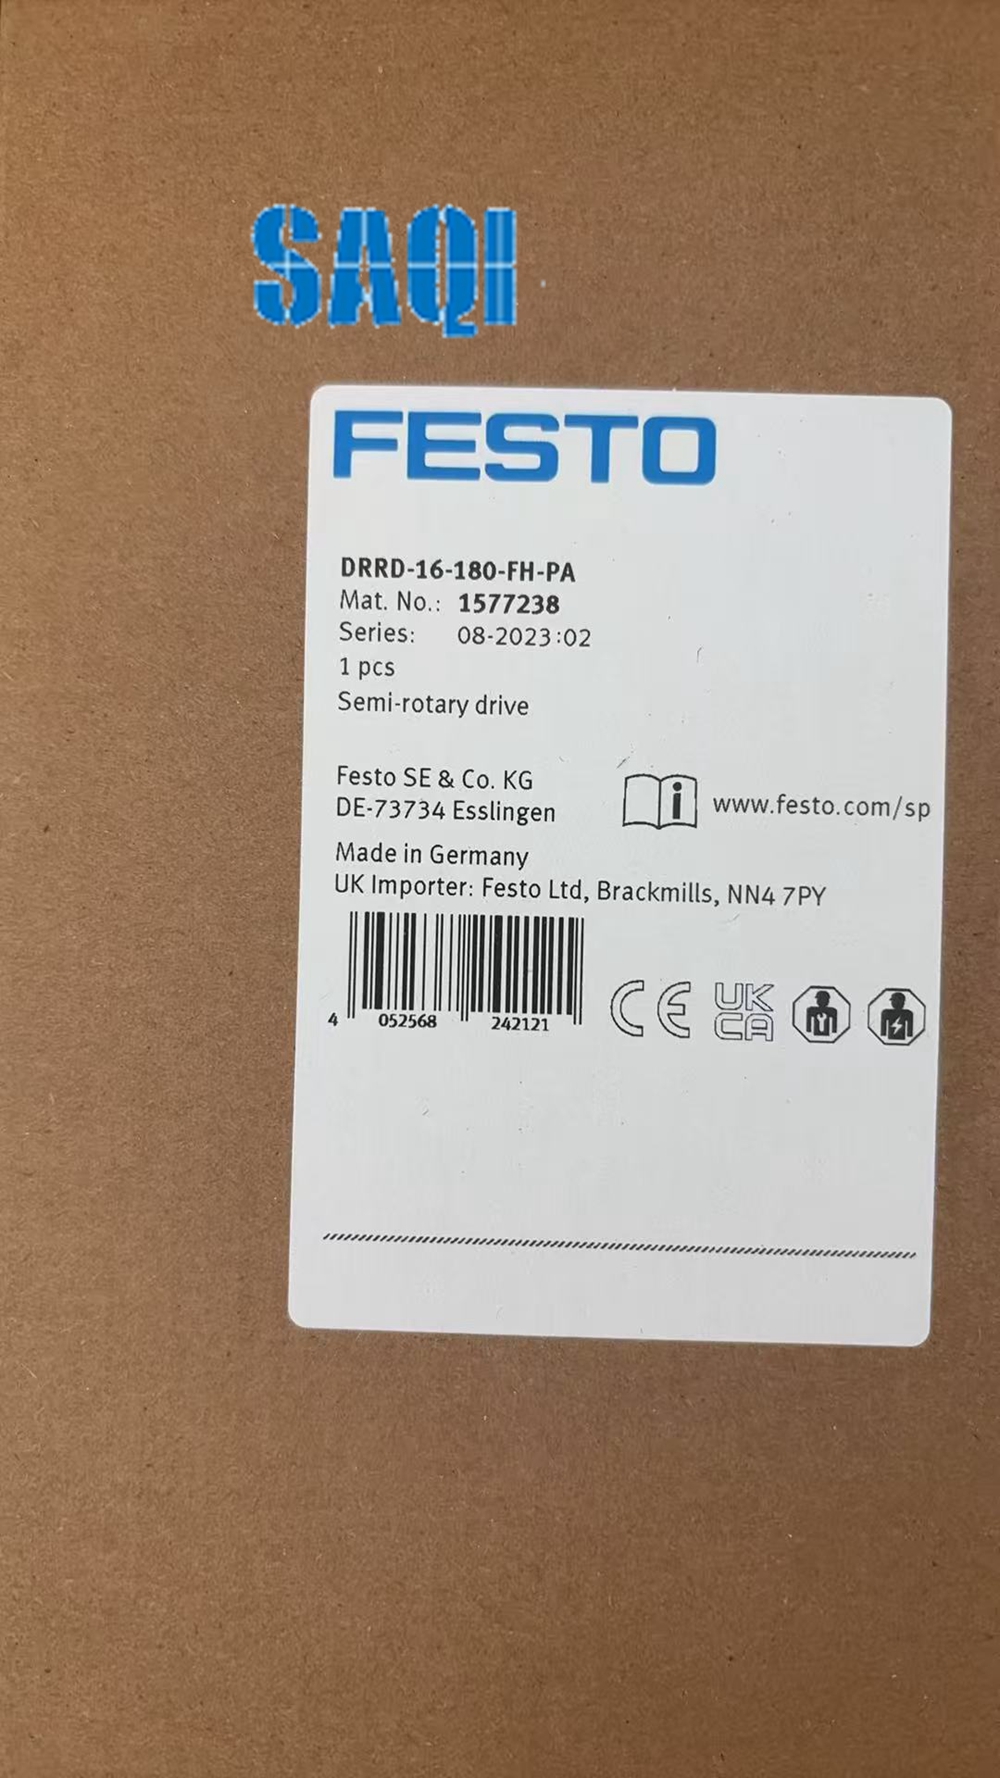 SAQI
FESTO
DRRD-16-180-FH-PA
Mat. No.: 1577238
Series: 08-2023:02
1 pcs
Semi-rotary drive
Festo SE & Co. KG
DE-73734 Esslingen
www.festo.com/sp
Made in Germany
UK Importer: Festo Ltd, Brackmills, NN4 7PY
4 052568 242121
CE UK
CA